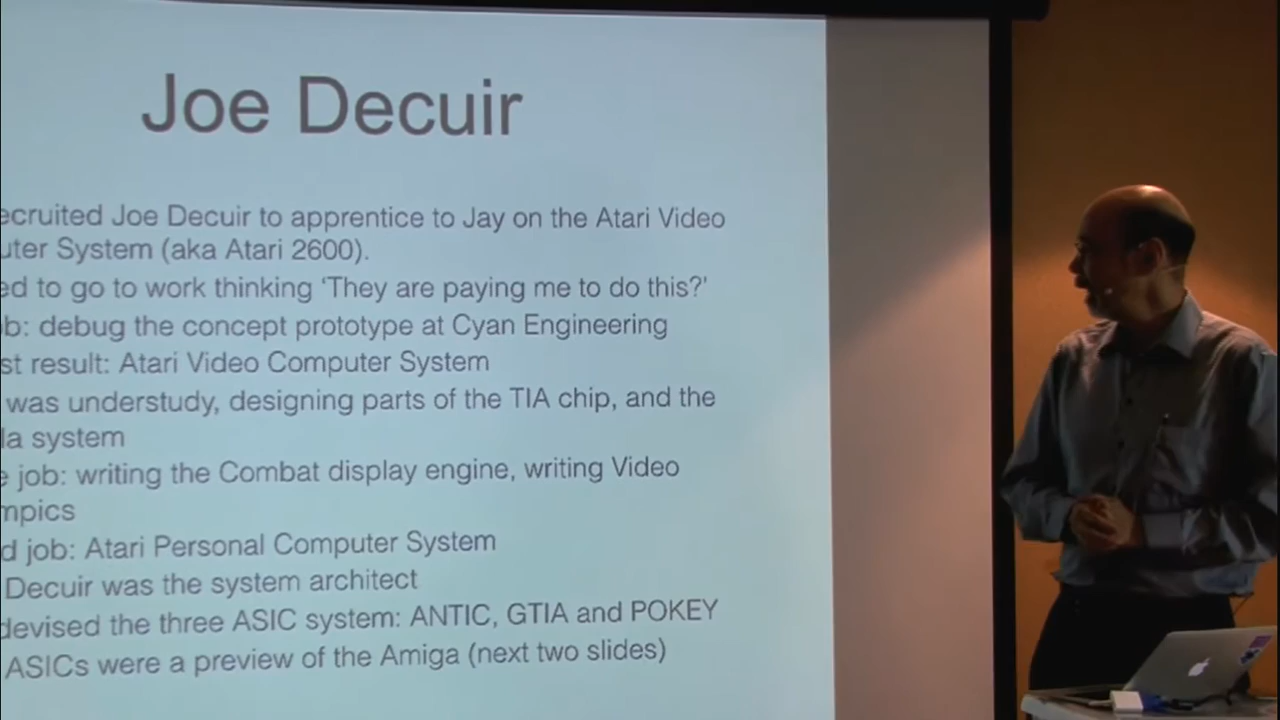 Joe Decuir
ecruited Joe Decuir to apprentice to Jay on the Atari Video
uter System (aka Atari 2600).
ed to go to work thinking ‘They are paying me to do this?'
b: debug the concept prototype at Cyan Engineering
st result: Atari Video Computer System
was understudy, designing parts of the TIA chip, and the
la system
e job: writing the Combat display engine, writing Video
mpics
d job: Atari Personal Computer System
Decuir was the system architect
devised the three ASIC system: ANTIC, GTIA and POKEY
ASICs were a preview of the Amiga (next two slides)